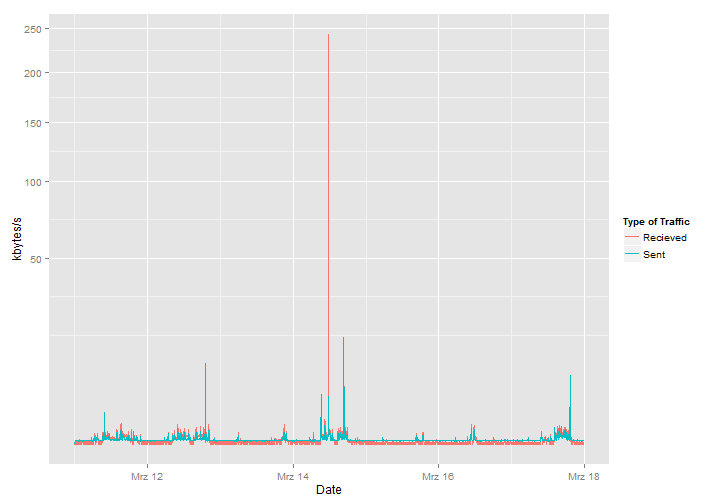 250
200
150
100
50
kbytes/s
Mrz 12
Mrz 14
Mrz 16
Mrz 18
Date
Type of Traffic
Recieved
Sent